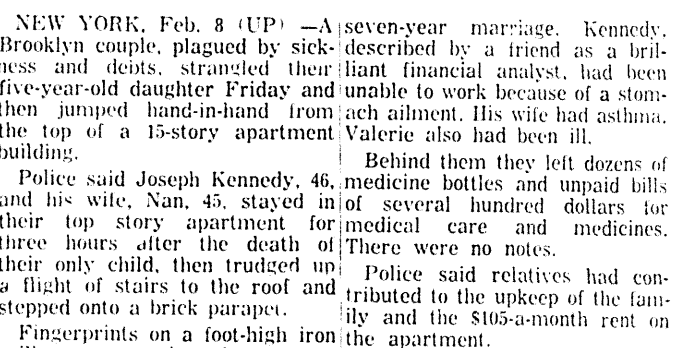 NEW YORK, Feb. 8 (UP) —A
Brooklyn couple, plagued by sick-
ness and debts, strangled their
five-year-old daughter Friday and
then jumped hand-in-hand from
the top of a 15-story apartment
building.
Police said Joseph Kennedy, 46,
and his wife, Nan, 45, stayed in
their top story apartment for
three hours after the death of
their only child, then trudged up
a flight of stairs to the roof and
stepped onto a brick parapet.
Fingerprints on a foot-high iron
seven-year marriage. Kennedy,
described by a friend as a bril-
liant financial analyst, had been
unable to work because of a stom-
ach ailment. His wife had asthma.
Valerie also had been ill.
Behind them they left dozens of
medicine bottles and unpaid bills
of several hundred dollars for
medical care and medicines.
There were no notes.
Police said relatives had con-
tributed to the upkeep of the fam-
ily and the $105-a-month rent on
the apartment.